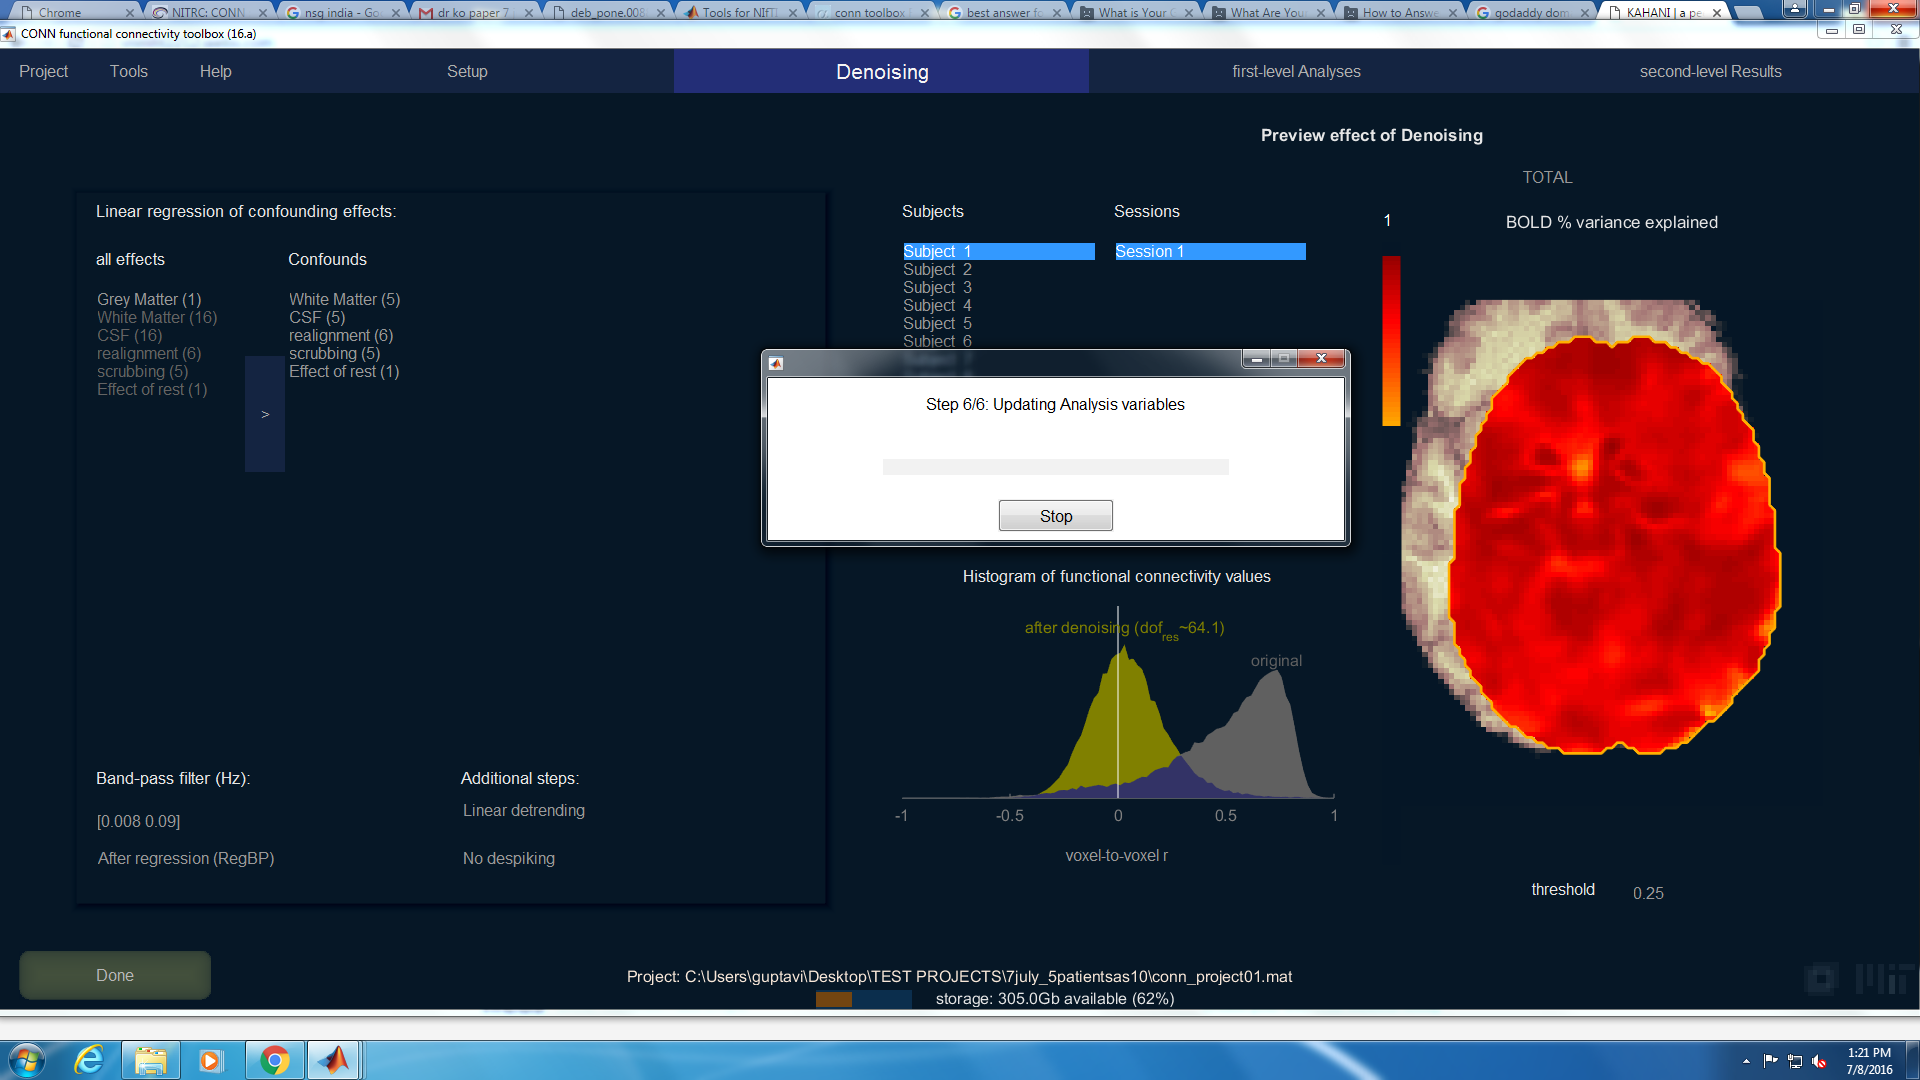 Chrome
NITRC: CONN
nsg india - Go
dr ko paper 7
deb_pone.008
Tools for NIfT
conn toolbox
best answer fo
What is Your
What Are You
How to Answe
godaddy dom
KAHANI | a pe
CONN functional connectivity toolbox (16.a)
Project
Tools
Help
Setup
Denoising
first-level Analyses
second-level Results
Preview effect of Denoising
TOTAL
Linear regression of confounding effects:
Subjects
Sessions
1
BOLD % variance explained
all effects
Confounds
Subject 1
Session 1
Subject 2
Subject 3
Subject 4
Subject 5
Subject 6
Grey Matter (1)
White Matter (16)
CSF (16)
realignment (6)
scrubbing (5)
Effect of rest (1)
>
White Matter (5)
CSF (5)
realignment (6)
scrubbing (5)
Effect of rest (1)
Step 6/6: Updating Analysis variables
Stop
Histogram of functional connectivity values
after denoising (dof res~64.1)
original
-1 -0.5 0 0.5 1
voxel-to-voxel r
Band-pass filter (Hz):
Additional steps:
[0.008 0.09]
Linear detrending
After regression (RegBP)
No despiking
threshold 0.25
Done
Project: C:\Users\guptavi\Desktop\TEST PROJECTS\7july_5patientsas10\conn_project01.mat
storage: 305.0Gb available (62%)
1:21 PM
7/8/2016